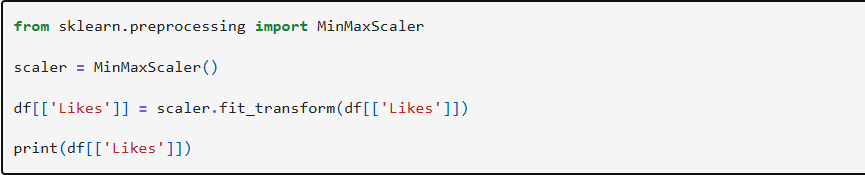 from sklearn.preprocessing import MinMaxScaler
scaler = MinMaxScaler()
df[['Likes']] = scaler.fit_transform(df[['Likes']])
print(df[['Likes']])